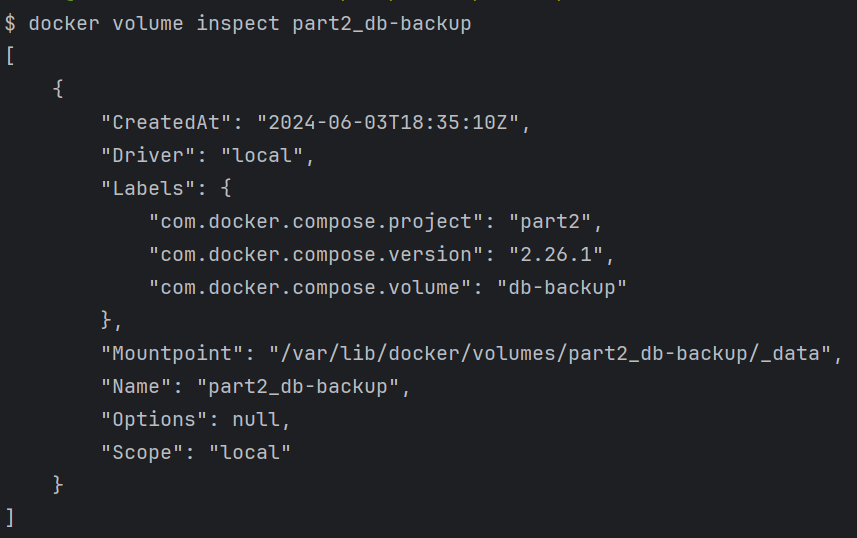 $ docker volume inspect part2_db-backup
[
    {
        "CreatedAt": "2024-06-03T18:35:10Z",
        "Driver": "local",
        "Labels": {
            "com.docker.compose.project": "part2",
            "com.docker.compose.version": "2.26.1",
            "com.docker.compose.volume": "db-backup"
        },
        "Mountpoint": "/var/lib/docker/volumes/part2_db-backup/_data",
        "Name": "part2_db-backup",
        "Options": null,
        "Scope": "local"
    }
]